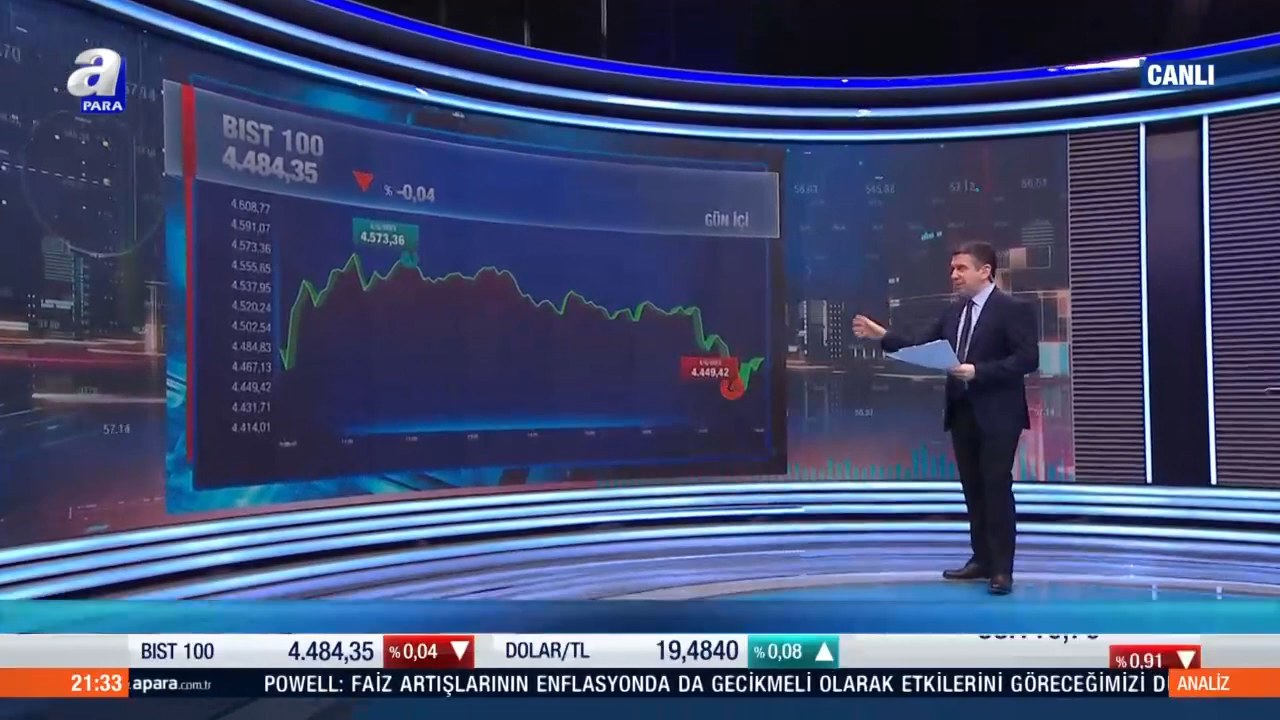 a
PARA
CANLI
BIST 100
4.484,35
% -0,04
GÜN İÇİ
4.608,77
4.591,07
4.573,36
4.555,65
4.537,95
4.520,24
4.502,54
4.484,83
4.467,13
4.449,42
4.431,71
4.414,01
4.573,36
4.449,42
57.14
BIST 100 4.484,35 %0,04
DOLAR/TL 19,4840 %0,08
%0,91
21:33 apara.com.tr POWELL: FAİZ ARTIŞLARININ ENFLASYONDA DA GECİKMELİ OLARAK ETKİLERİNİ GÖRECEĞİMİZİ D
ANALİZ